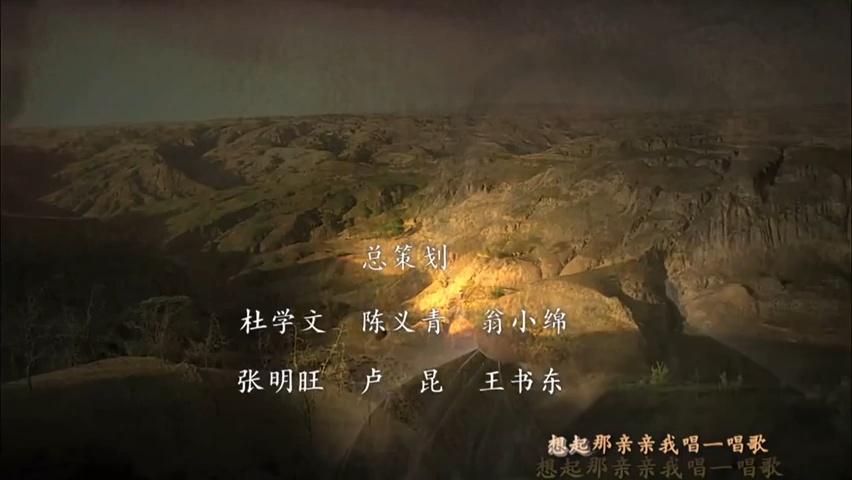 总策划
杜学文 陈义青 翁小绵
张明旺 卢昆 王书东
想起那亲亲我唱一唱歌
想起那亲亲我唱一唱歌